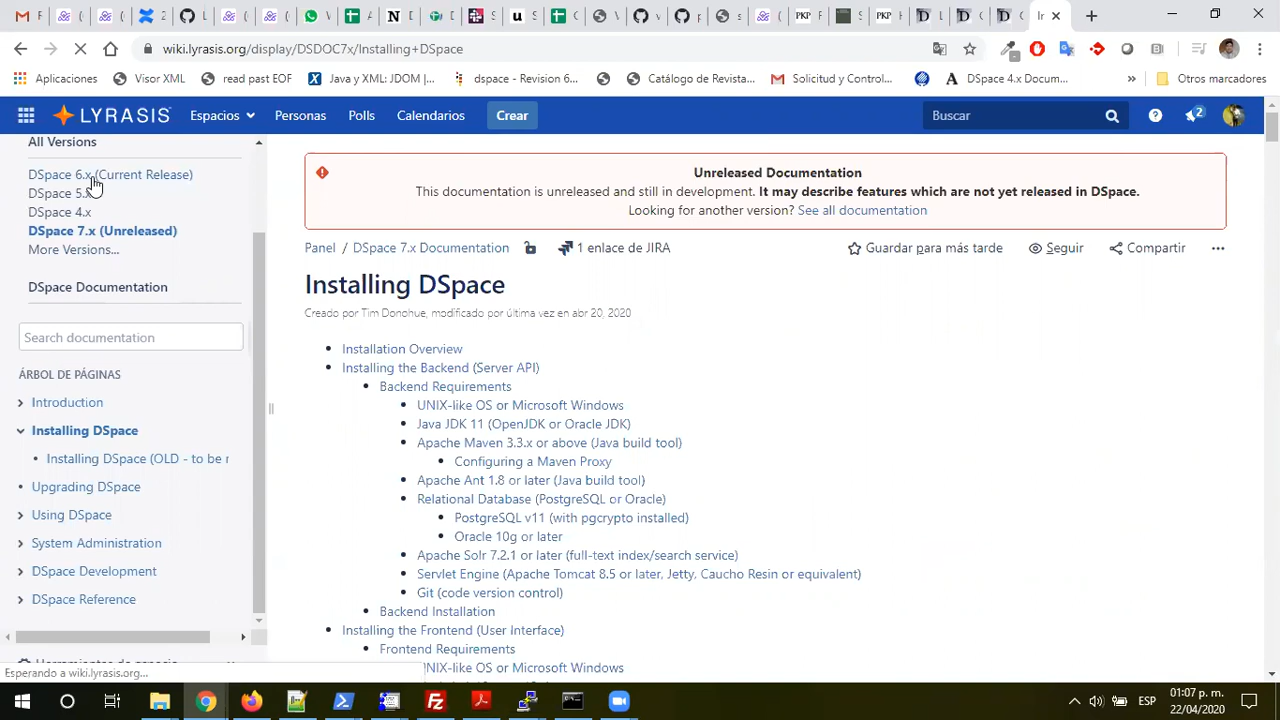 wiki.lyrasis.org/display/DSDOC7x/Installing+DSpace
Aplicaciones
Visor XML
read past EOF
Java y XML: JDOM |...
dspace - Revision 6...
Catálogo de Revista...
Solicitud y Control...
DSpace 4.x Docum...
»
Otros marcadores
LYRASIS
Espacios
Personas
Polls
Calendarios
Crear
Buscar
2
All Versions
DSpace 6.x (Current Release)
DSpace 5.x
DSpace 4.x
DSpace 7.x (Unreleased)
More Versions...
DSpace Documentation
Search documentation
ÁRBOL DE PÁGINAS
Introduction
Installing DSpace
Installing DSpace (OLD - to be r
Upgrading DSpace
Using DSpace
System Administration
DSpace Development
DSpace Reference
Esperando a wiki.lyrasis.org...
Unreleased Documentation
This documentation is unreleased and still in development. It may describe features which are not yet released in DSpace.
Looking for another version? See all documentation
Panel / DSpace 7.x Documentation
1 enlace de JIRA
Guardar para más tarde
Seguir
Compartir
Installing DSpace
Creado por Tim Donohue, modificado por última vez en abr 20, 2020
Installation Overview
Installing the Backend (Server API)
Backend Requirements
UNIX-like OS or Microsoft Windows
Java JDK 11 (OpenJDK or Oracle JDK)
Apache Maven 3.3.x or above (Java build tool)
Configuring a Maven Proxy
Apache Ant 1.8 or later (Java build tool)
Relational Database (PostgreSQL or Oracle)
PostgreSQL v11 (with pgcrypto installed)
Oracle 10g or later
Apache Solr 7.2.1 or later (full-text index/search service)
Servlet Engine (Apache Tomcat 8.5 or later, Jetty, Caucho Resin or equivalent)
Git (code version control)
Backend Installation
Installing the Frontend (User Interface)
Frontend Requirements
UNIX-like OS or Microsoft Windows
ESP
01:07 p. m.
22/04/2020